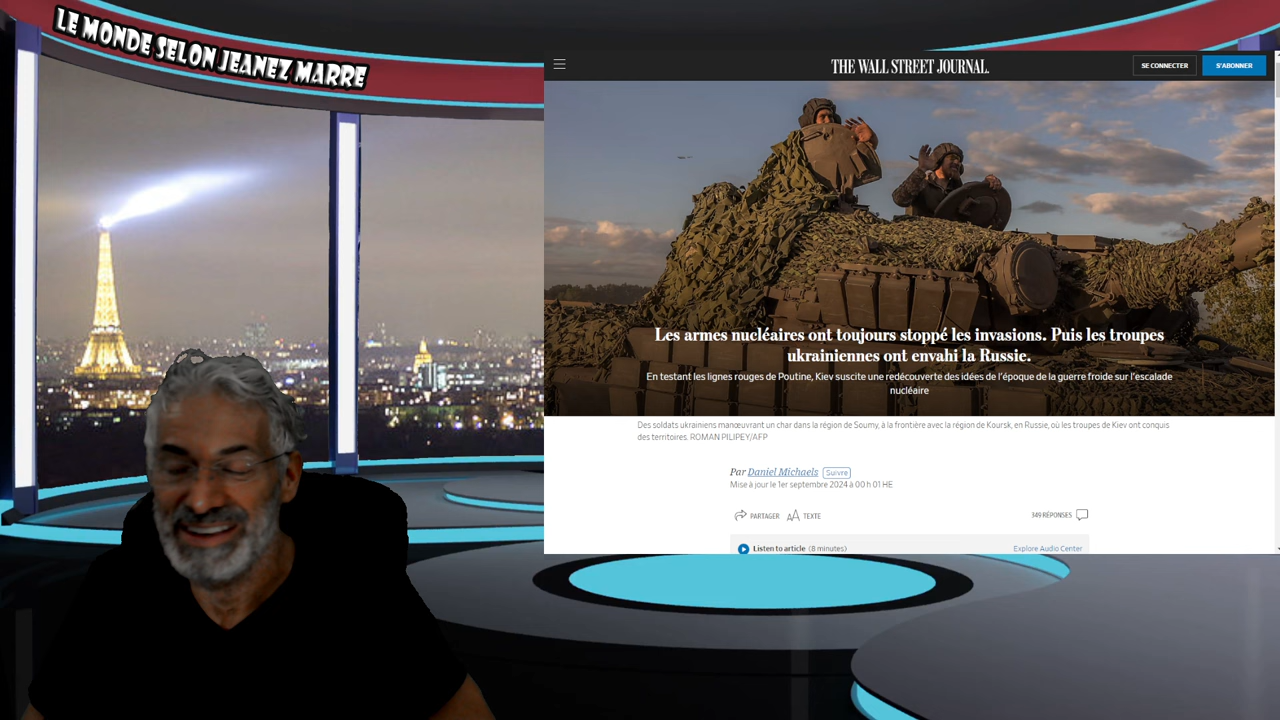 LE MONDE SELON JEANEZ MARRE
THE WALL STREET JOURNAL.
SE CONNECTER
S'ABONNER
Les armes nucléaires ont toujours stoppé les invasions. Puis les troupes
ukrainiennes ont envahi la Russie.
En testant les lignes rouges de Poutine, Kiev suscite une redécouverte des idées de l'époque de la guerre froide sur l'escalade
nucléaire
Des soldats ukrainiens manœuvrant un char dans la région de Soumy, à la frontière avec la région de Koursk, en Russie, où les troupes de Kiev ont conquis
des territoires. ROMAN PILIPEY/AFP
Par Daniel Michaels Suivre
Mise à jour le 1er septembre 2024 à 00 h 01 HE
PARTAGER AA TEXTE
349 RÉPONSES
Listen to article (8 minutes)
Explore Audio Center